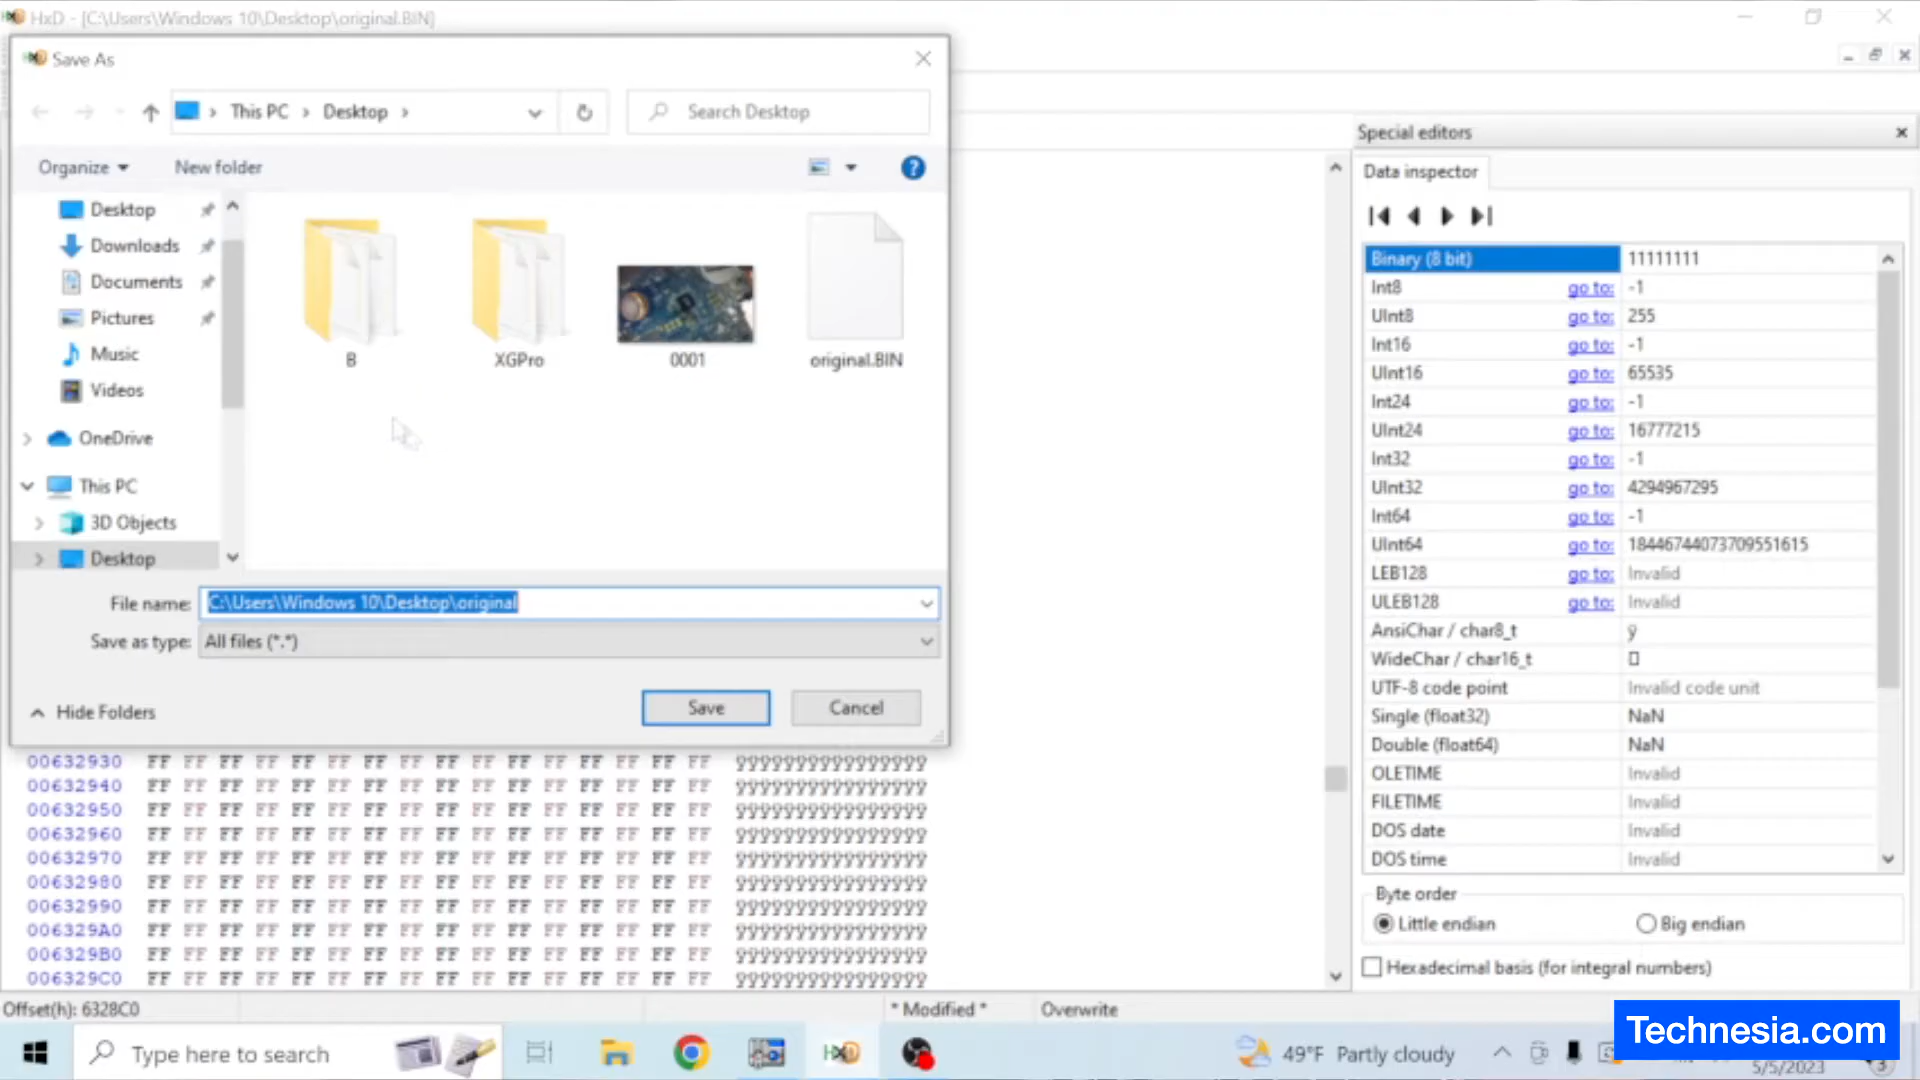 HxD - [C:\Users\Windows 10\Desktop\original.BIN]
Save As
This PC > Desktop >
Search Desktop
Organize
New folder
Desktop
Downloads
Documents
Pictures
Music
Videos
OneDrive
This PC
3D Objects
Desktop
B
XGPro
0001
original.BIN
File name: C:\Users\Windows 10\Desktop\original
Save as type: All files (*.*)
Hide Folders
Save
Cancel
00632930 FF FF FF FF FF FF FF FF FF FF FF FF FF FF FF FF ÿÿÿÿÿÿÿÿÿÿÿÿÿÿÿÿ
00632940 FF FF FF FF FF FF FF FF FF FF FF FF FF FF FF FF ÿÿÿÿÿÿÿÿÿÿÿÿÿÿÿÿ
00632950 FF FF FF FF FF FF FF FF FF FF FF FF FF FF FF FF ÿÿÿÿÿÿÿÿÿÿÿÿÿÿÿÿ
00632960 FF FF FF FF FF FF FF FF FF FF FF FF FF FF FF FF ÿÿÿÿÿÿÿÿÿÿÿÿÿÿÿÿ
00632970 FF FF FF FF FF FF FF FF FF FF FF FF FF FF FF FF ÿÿÿÿÿÿÿÿÿÿÿÿÿÿÿÿ
00632980 FF FF FF FF FF FF FF FF FF FF FF FF FF FF FF FF ÿÿÿÿÿÿÿÿÿÿÿÿÿÿÿÿ
00632990 FF FF FF FF FF FF FF FF FF FF FF FF FF FF FF FF ÿÿÿÿÿÿÿÿÿÿÿÿÿÿÿÿ
006329A0 FF FF FF FF FF FF FF FF FF FF FF FF FF FF FF FF ÿÿÿÿÿÿÿÿÿÿÿÿÿÿÿÿ
006329B0 FF FF FF FF FF FF FF FF FF FF FF FF FF FF FF FF ÿÿÿÿÿÿÿÿÿÿÿÿÿÿÿÿ
006329C0 FF FF FF FF FF FF FF FF FF FF FF FF FF FF FF FF ÿÿÿÿÿÿÿÿÿÿÿÿÿÿÿÿ
Special editors
Data inspector
Binary (8 bit) 11111111
Int8 go to: -1
UInt8 go to: 255
Int16 go to: -1
UInt16 go to: 65535
Int24 go to: -1
UInt24 go to: 16777215
Int32 go to: -1
UInt32 go to: 4294967295
Int64 go to: -1
UInt64 go to: 18446744073709551615
LEB128 go to: Invalid
ULEB128 go to: Invalid
AnsiChar / char8_t ÿ
WideChar / char16_t
UTF-8 code point Invalid code unit
Single (float32) NaN
Double (float64) NaN
OLETIME Invalid
FILETIME Invalid
DOS date Invalid
DOS time Invalid
Byte order
Little endian Big endian
Hexadecimal basis (for integral numbers)
Offset(h): 6328C0
* Modified *
Overwrite
Type here to search
49°F Partly cloudy
5/5/2023
3
Technesia.com